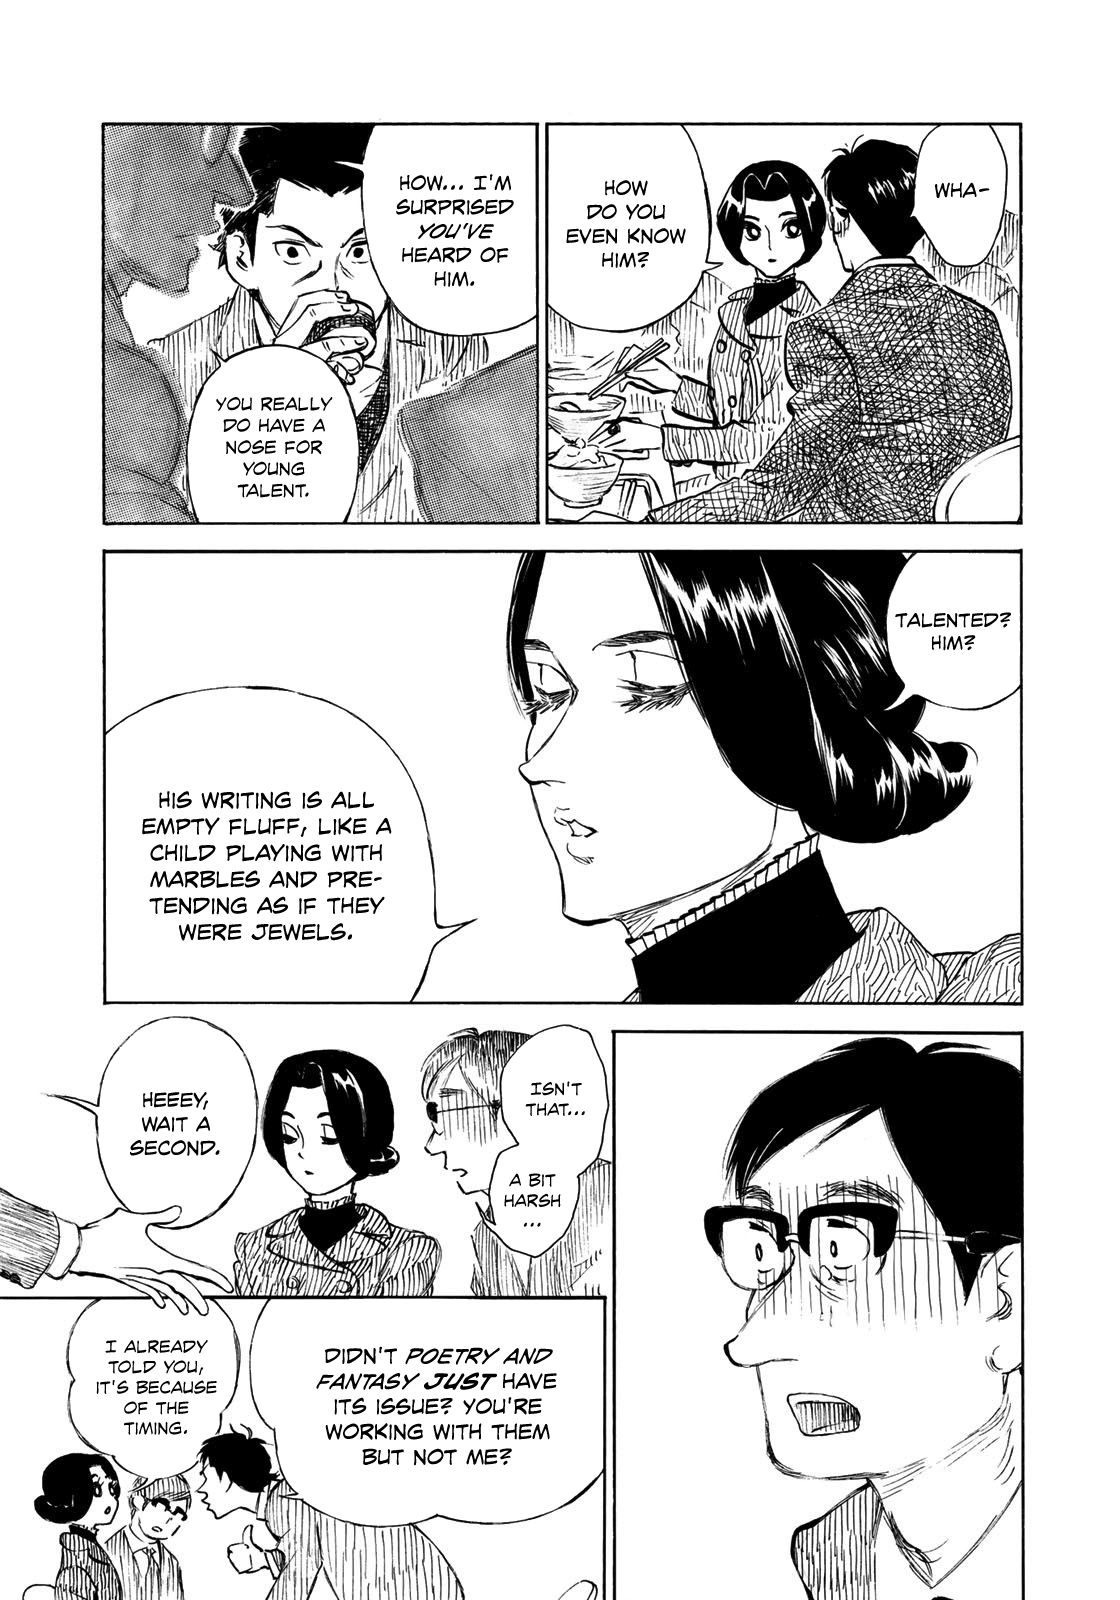 WHA-
HOW
DO YOU
EVEN KNOW
HIM?
HOW... I'M
SURPRISED
YOU'VE
HEARD OF
HIM.
YOU REALLY
DO HAVE A
NOSE FOR
YOUNG
TALENT.
TALENTED?
HIM?
HIS WRITING IS ALL
EMPTY FLUFF, LIKE A
CHILD PLAYING WITH
MARBLES AND PRE-
TENDING AS IF THEY
WERE JEWELS.
ISN'T
THAT...
A BIT
HARSH
...
HEEEY,
WAIT A
SECOND.
DIDN'T POETRY AND
FANTASY JUST HAVE
ITS ISSUE? YOU'RE
WORKING WITH THEM
BUT NOT ME?
I ALREADY
TOLD YOU,
IT'S BECAUSE
OF THE
TIMING.